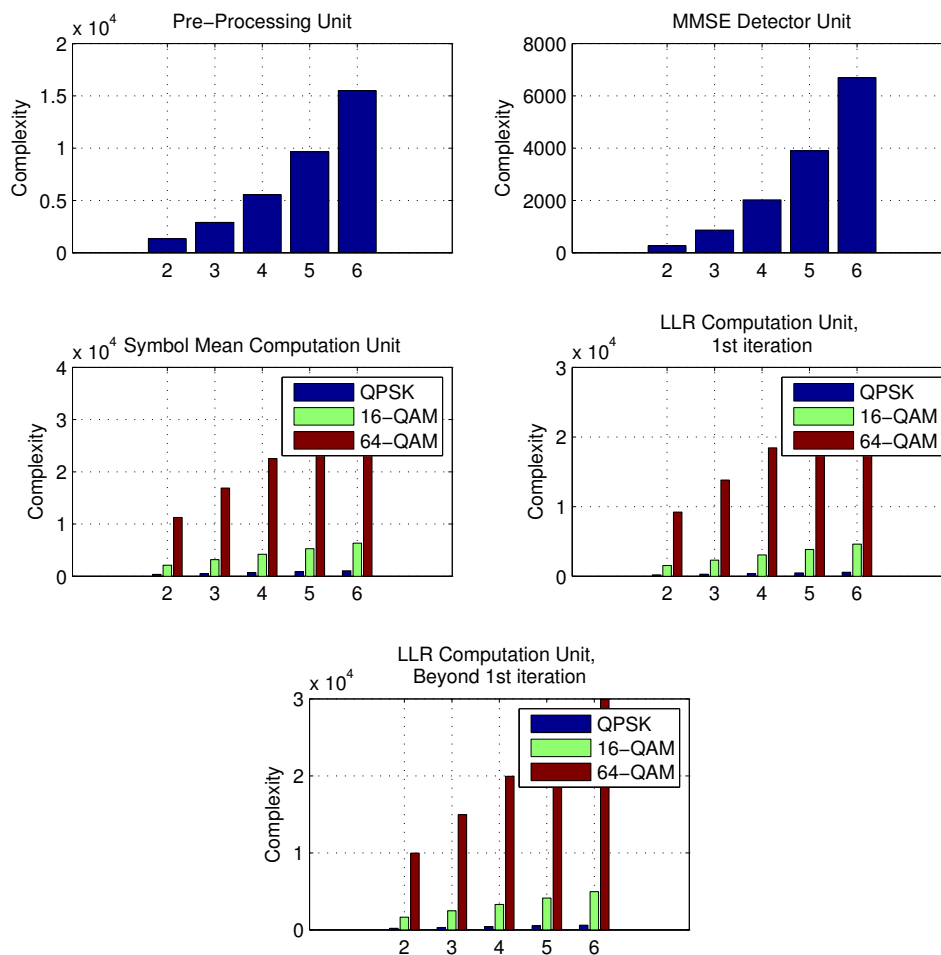 Pre−Processing Unit
x 10^4
2
1.5
1
0.5
0
Complexity
2 3 4 5 6
MMSE Detector Unit
8000
6000
4000
2000
0
Complexity
2 3 4 5 6
Symbol Mean Computation Unit
x 10^4
4
3
2
1
0
Complexity
QPSK
16−QAM
64−QAM
2 3 4 5 6
LLR Computation Unit,
1st iteration
x 10^4
3
2
1
0
Complexity
QPSK
16−QAM
64−QAM
2 3 4 5 6
LLR Computation Unit,
Beyond 1st iteration
x 10^4
3
2
1
0
Complexity
QPSK
16−QAM
64−QAM
2 3 4 5 6